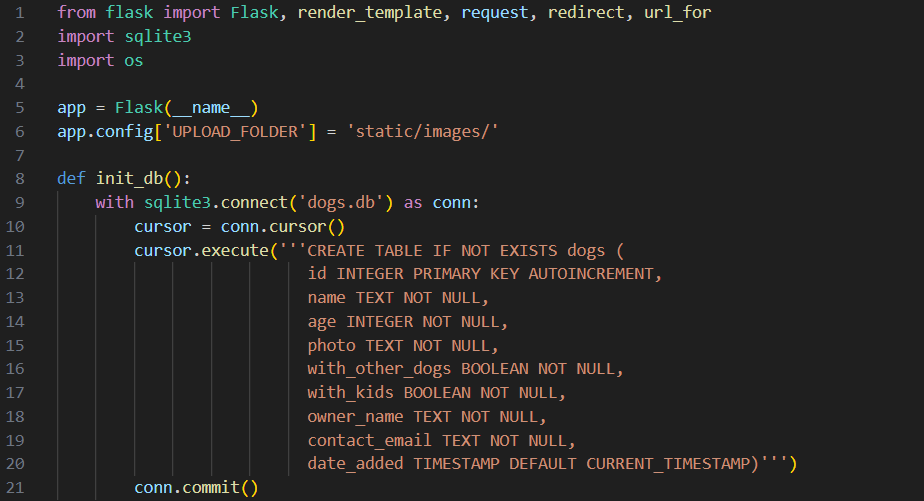 1 from flask import Flask, render_template, request, redirect, url_for
2 import sqlite3
3 import os
4
5 app = Flask(__name__)
6 app.config['UPLOAD_FOLDER'] = 'static/images/'
7
8 def init_db():
9     with sqlite3.connect('dogs.db') as conn:
10         cursor = conn.cursor()
11         cursor.execute('''CREATE TABLE IF NOT EXISTS dogs (
12                           id INTEGER PRIMARY KEY AUTOINCREMENT,
13                           name TEXT NOT NULL,
14                           age INTEGER NOT NULL,
15                           photo TEXT NOT NULL,
16                           with_other_dogs BOOLEAN NOT NULL,
17                           with_kids BOOLEAN NOT NULL,
18                           owner_name TEXT NOT NULL,
19                           contact_email TEXT NOT NULL,
20                           date_added TIMESTAMP DEFAULT CURRENT_TIMESTAMP)''')
21         conn.commit()